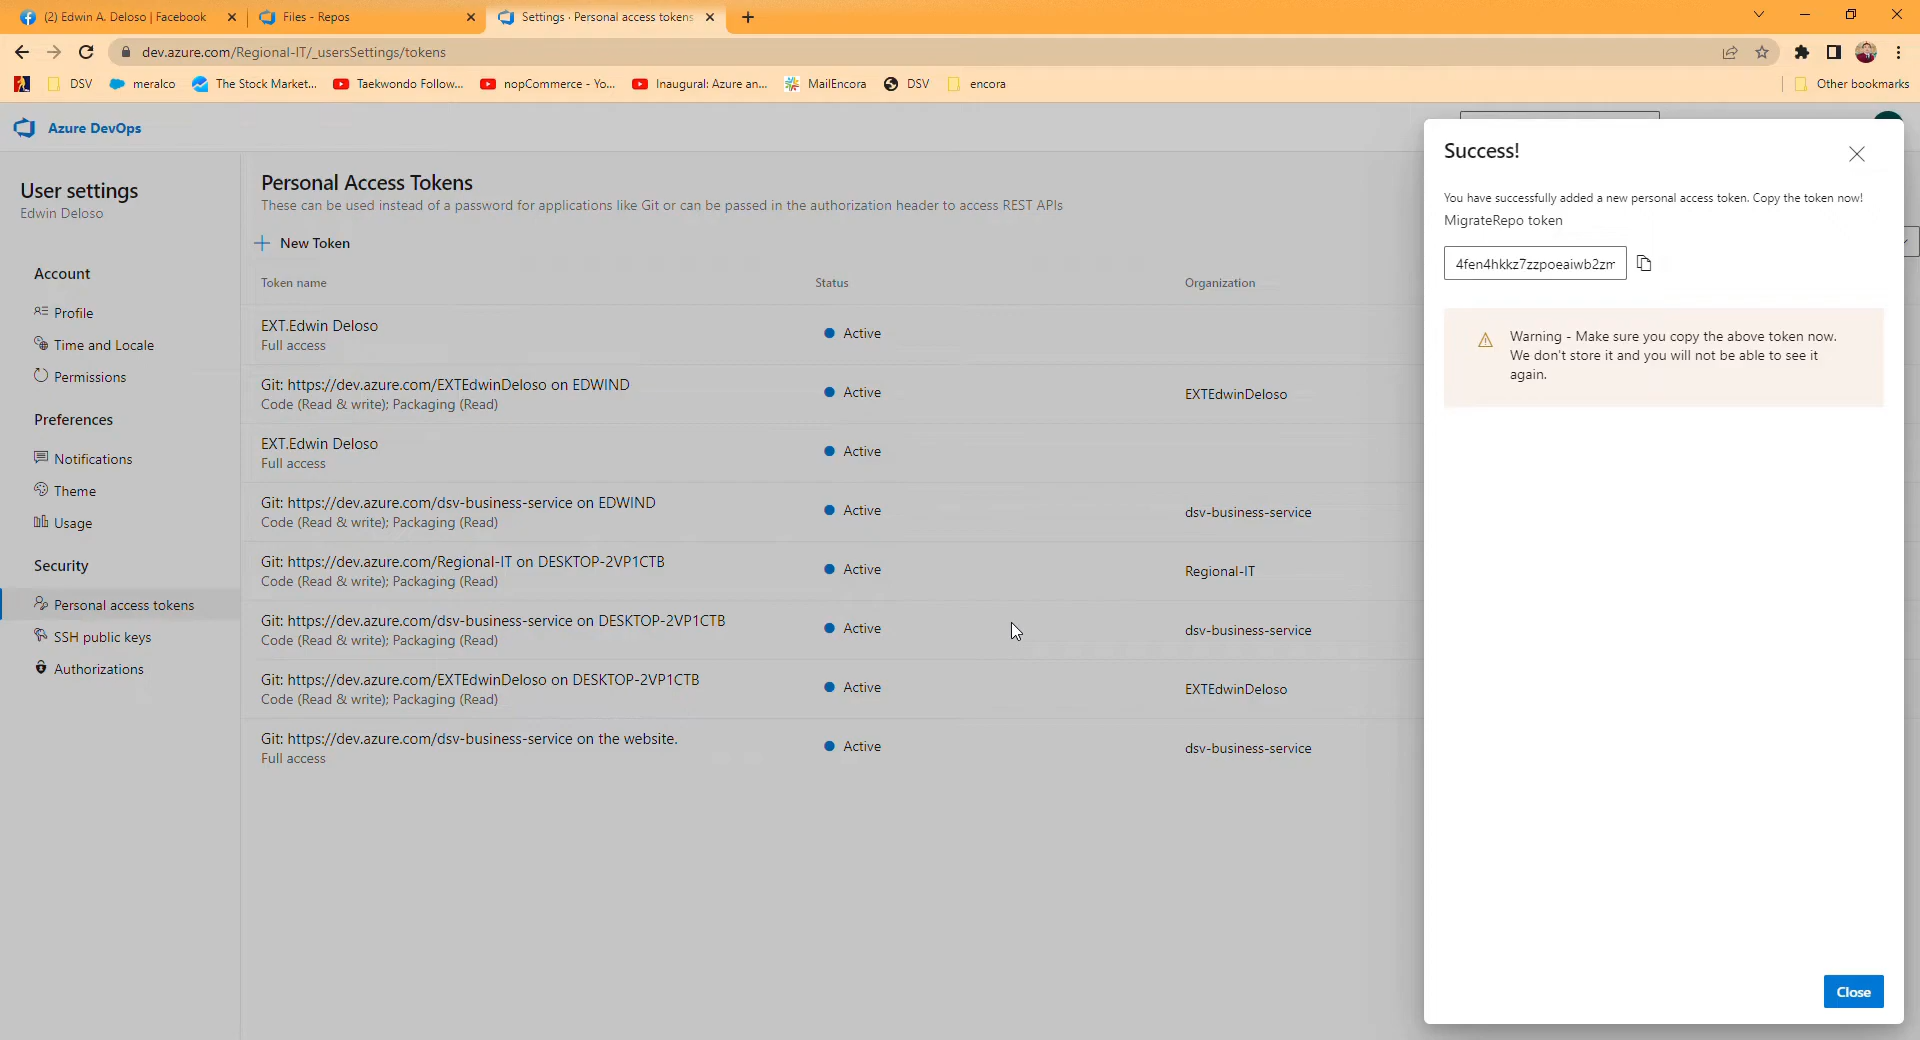 (2) Edwin A. Deloso | Facebook
Files - Repos
Settings · Personal access tokens
dev.azure.com/Regional-IT/_usersSettings/tokens
DSV
meralco
The Stock Market...
Taekwondo Follow...
nopCommerce - Yo...
Inaugural: Azure an...
MailEncora
DSV
encora
Other bookmarks
Azure DevOps
User settings
Edwin Deloso
Account
Profile
Time and Locale
Permissions
Preferences
Notifications
Theme
Usage
Security
Personal access tokens
SSH public keys
Authorizations
Personal Access Tokens
These can be used instead of a password for applications like Git or can be passed in the authorization header to access REST APIs
New Token
Token name Status Organization
EXT.Edwin Deloso Active
Full access
Git: https://dev.azure.com/EXTEdwinDeloso on EDWIND Active EXTEdwinDeloso
Code (Read & write); Packaging (Read)
EXT.Edwin Deloso Active
Full access
Git: https://dev.azure.com/dsv-business-service on EDWIND Active dsv-business-service
Code (Read & write); Packaging (Read)
Git: https://dev.azure.com/Regional-IT on DESKTOP-2VP1CTB Active Regional-IT
Code (Read & write); Packaging (Read)
Git: https://dev.azure.com/dsv-business-service on DESKTOP-2VP1CTB Active dsv-business-service
Code (Read & write); Packaging (Read)
Git: https://dev.azure.com/EXTEdwinDeloso on DESKTOP-2VP1CTB Active EXTEdwinDeloso
Code (Read & write); Packaging (Read)
Git: https://dev.azure.com/dsv-business-service on the website. Active dsv-business-service
Full access
Success!
You have successfully added a new personal access token. Copy the token now!
MigrateRepo token
4fen4hkkz7zzpoeaiwb2zm
Warning - Make sure you copy the above token now.
We don't store it and you will not be able to see it
again.
Close